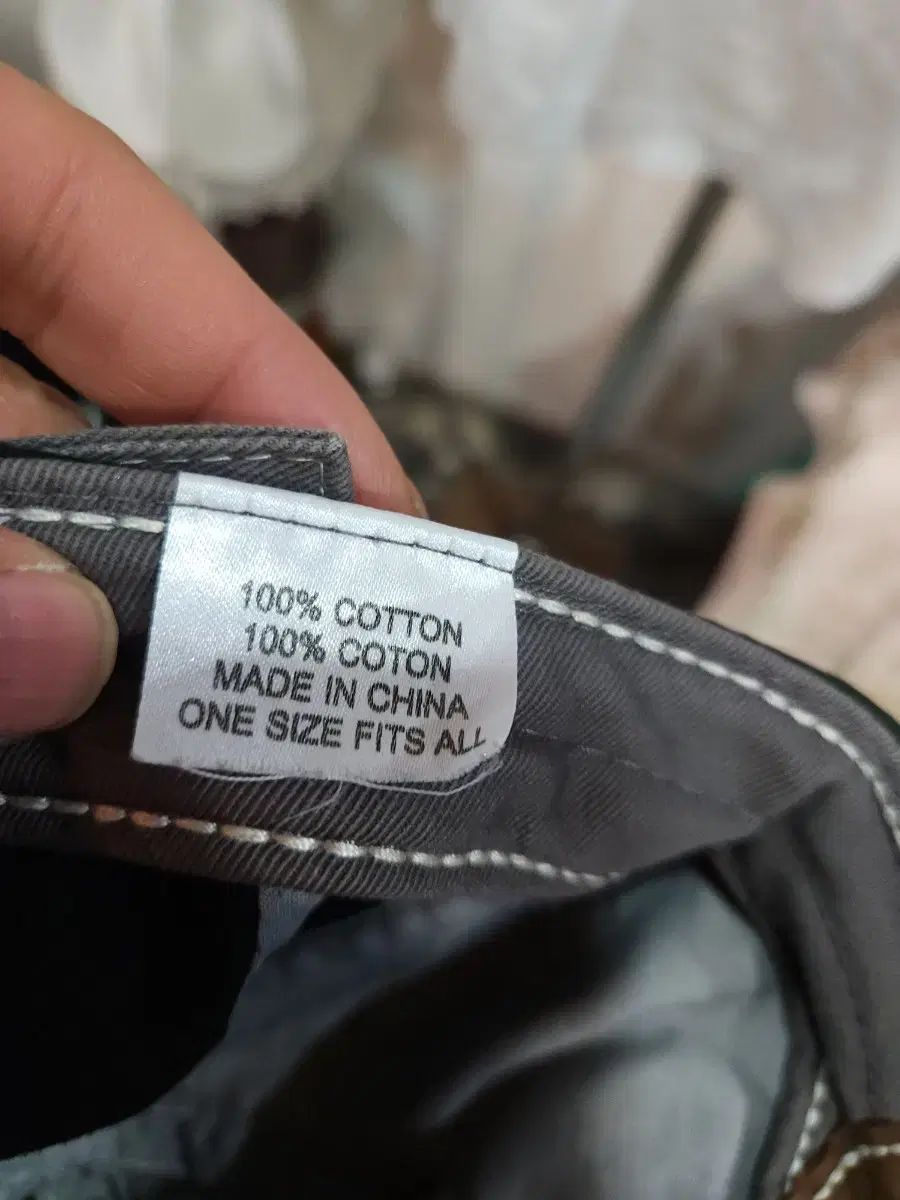 100% COTTON
100% COTON
MADE IN CHINA
ONE SIZE FITS ALL